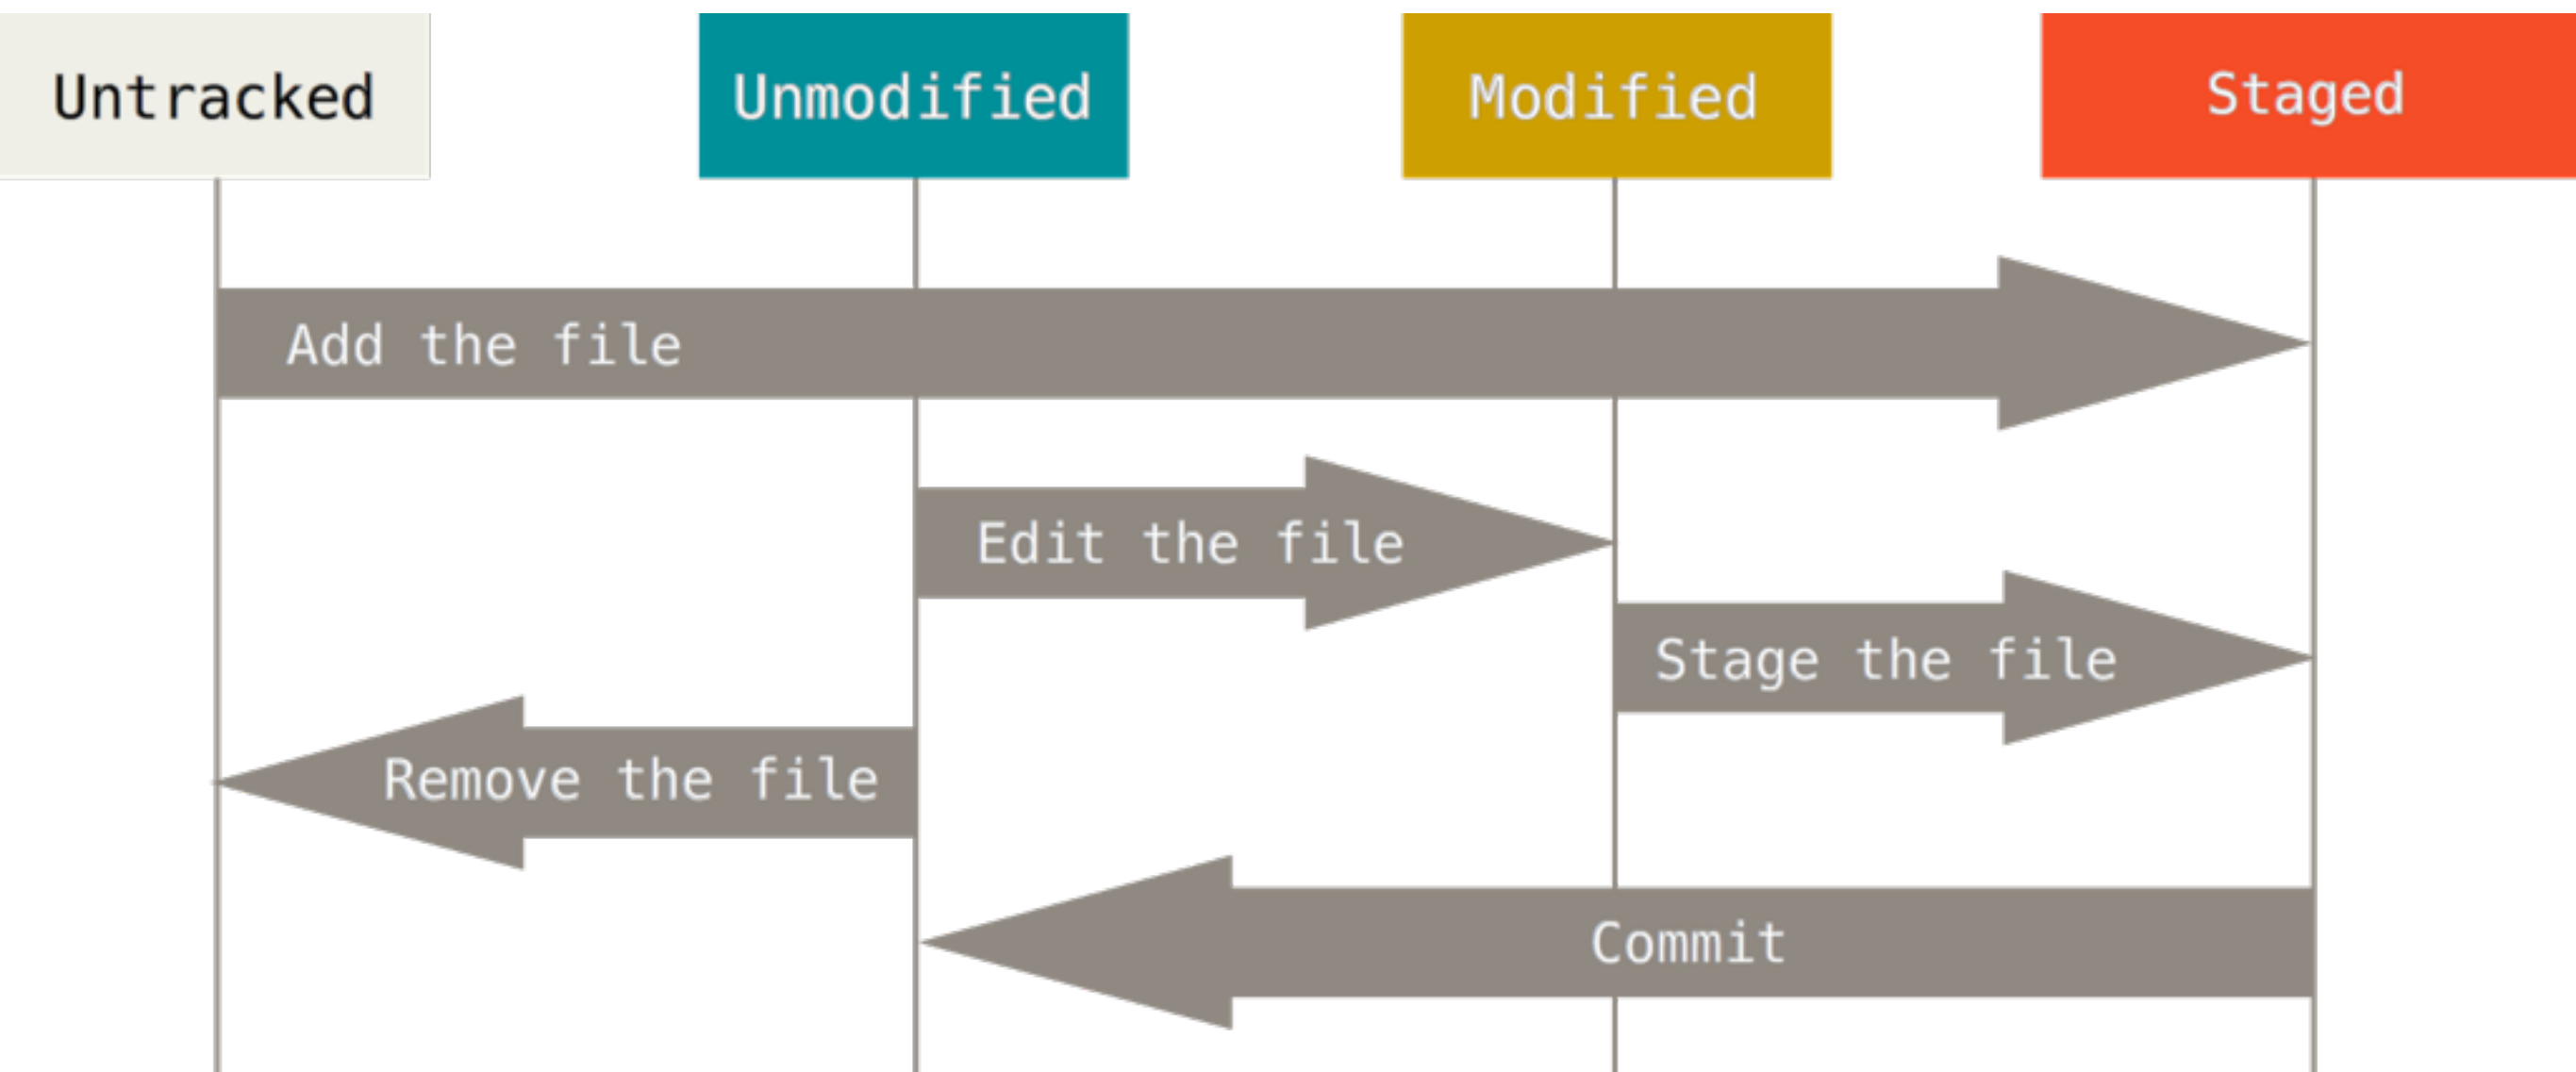 Untracked
Unmodified
Modified
Staged
Add the file
Edit the file
Stage the file
Remove the file
Commit